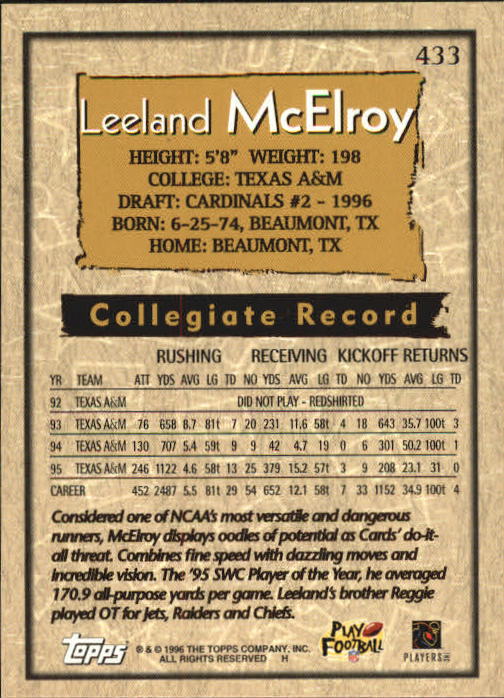 433
Leeland McElroy
HEIGHT: 5'8" WEIGHT: 198
COLLEGE: TEXAS A&M
DRAFT: CARDINALS #2 - 1996
BORN: 6-25-74, BEAUMONT, TX
HOME: BEAUMONT, TX
Collegiate Record
RUSHING RECEIVING KICKOFF RETURNS
YR TEAM ATT YDS AVG LG TD NO YDS AVG LG TD NO YDS AVG LG TD
92 TEXAS A&M DID NOT PLAY - REDSHIRTED
93 TEXAS A&M 76 658 8.7 81t 7 20 231 11.6 58t 4 18 643 35.7 100t 3
94 TEXAS A&M 130 707 5.4 59t 9 9 42 4.7 19 0 6 301 50.2 100t 1
95 TEXAS A&M 246 1122 4.6 58t 13 25 379 15.2 57t 3 9 208 23.1 31 0
CAREER 452 2487 5.5 81t 29 54 652 12.1 58t 7 33 1152 34.9 100t 4
Considered one of NCAA's most versatile and dangerous
runners, McElroy displays oodles of potential as Cards' do-it-
all threat. Combines fine speed with dazzling moves and
incredible vision. The '95 SWC Player of the Year, he averaged
170.9 all-purpose yards per game. Leeland's brother Reggie
played OT for Jets, Raiders and Chiefs.
Topps
® & © 1996 THE TOPPS COMPANY, INC.
ALL RIGHTS RESERVED H
PLAY
FOOTBALL
PLAYERS